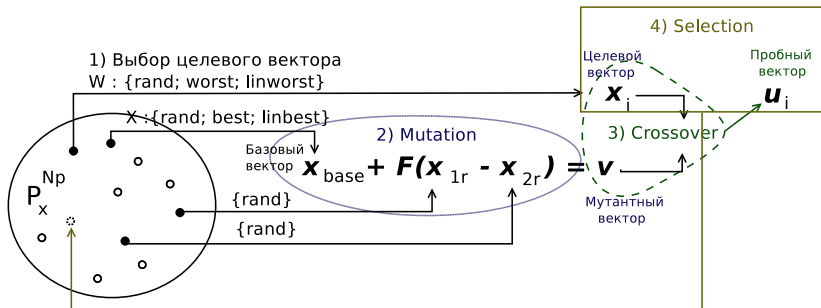 4) Selection
1) Выбор целевого вектора
W : {rand; worst; linworst}
Целевой вектор
Пробный вектор
x i
u i
X :{rand; best; linbest}
2) Mutation
3) Crossover
Базовый вектор
x base + F(x 1r - x 2r ) = v
P x Np
{rand}
{rand}
Мутантный вектор